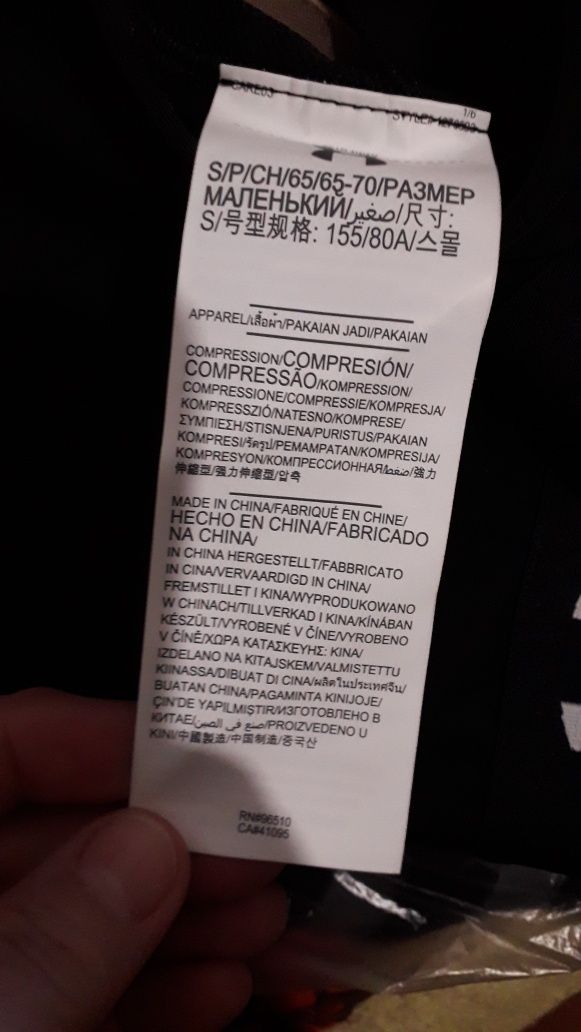 CARE03
1/b
S/P/CH/65/65-70/РАЗМЕР
МАЛЕНЬКИЙ/صغير/尺寸:
S/号型规格: 155/80A/스몰
APPAREL/เสื้อผ้า/PAKAIAN JADI/PAKAIAN
COMPRESSION/COMPRESIÓN/
COMPRESSÃO/KOMPRESSION/
COMPRESSIONE/COMPRESSIE/KOMPRESJA/
KOMPRESSZIÓ/NATESNO/KOMPRESE/
ΣΥΜΠΙΕΣΗ/STISNJENA/PURISTUS/PAKAIAN
KOMPRESI/รัดรูป/PEMAMPATAN/KOMPRESIJA/
KOMPRESYON/КОМПРЕССИОННАЯ/ضغط/強力
伸縮型/强力伸缩型/압축
MADE IN CHINA/FABRIQUÉ EN CHINE/
HECHO EN CHINA/FABRICADO
NA CHINA/
IN CHINA HERGESTELLT/FABBRICATO
IN CINA/VERVAARDIGD IN CHINA/
FREMSTILLET I KINA/WYPRODUKOWANO
W CHINACH/TILLVERKAD I KINA/KÍNÁBAN
KÉSZÜLT/VYROBENÉ V ČÍNE/VYROBENO
V ČÍNĚ/ΧΩΡΑ ΚΑΤΑΣΚΕΥΗΣ: ΚΙΝΑ/
IZDELANO NA KITAJSKEM/VALMISTETTU
KIINASSA/DIBUAT DI CINA/ผลิตในประเทศจีน/
BUATAN CHINA/PAGAMINTA KINIJOJE/
ÇIN'DE YAPILMIŞTIR/ИЗГОТОВЛЕНО В
КИТАЕ/صنع في الصين/PROIZVEDENO U
KINI/中國製造/中国制造/중국산
RN#96510
CA#41095